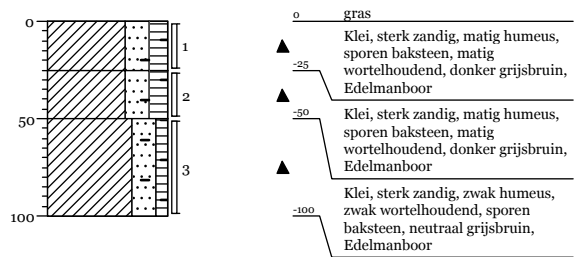 0
50
100
1
2
3
0 gras
Klei, sterk zandig, matig humeus,
sporen baksteen, matig
wortelhoudend, donker grijsbruin,
Edelmanboor
-25
Klei, sterk zandig, matig humeus,
sporen baksteen, matig
wortelhoudend, donker grijsbruin,
Edelmanboor
-50
Klei, sterk zandig, zwak humeus,
zwak wortelhoudend, sporen
baksteen, neutraal grijsbruin,
Edelmanboor
-100